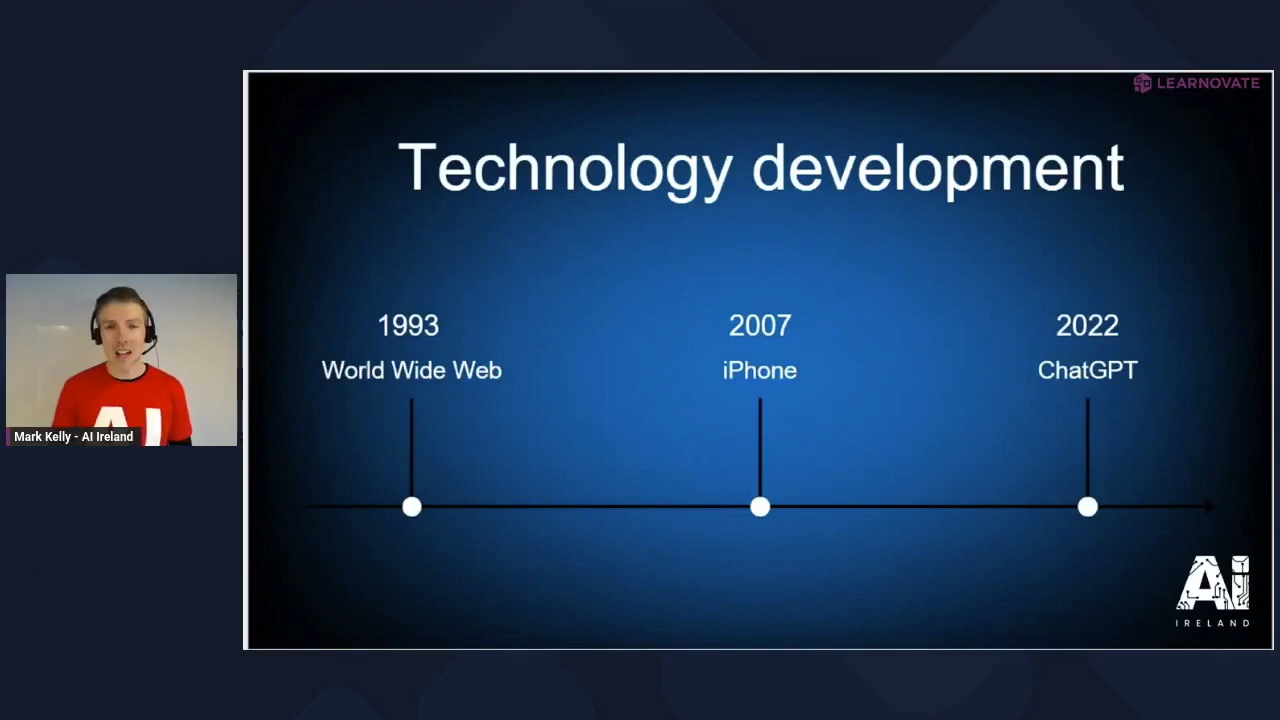 LEARNOVATE
Technology development
1993
World Wide Web
2007
iPhone
2022
ChatGPT
AI
Mark Kelly - AI Ireland
Ai
IRELAND